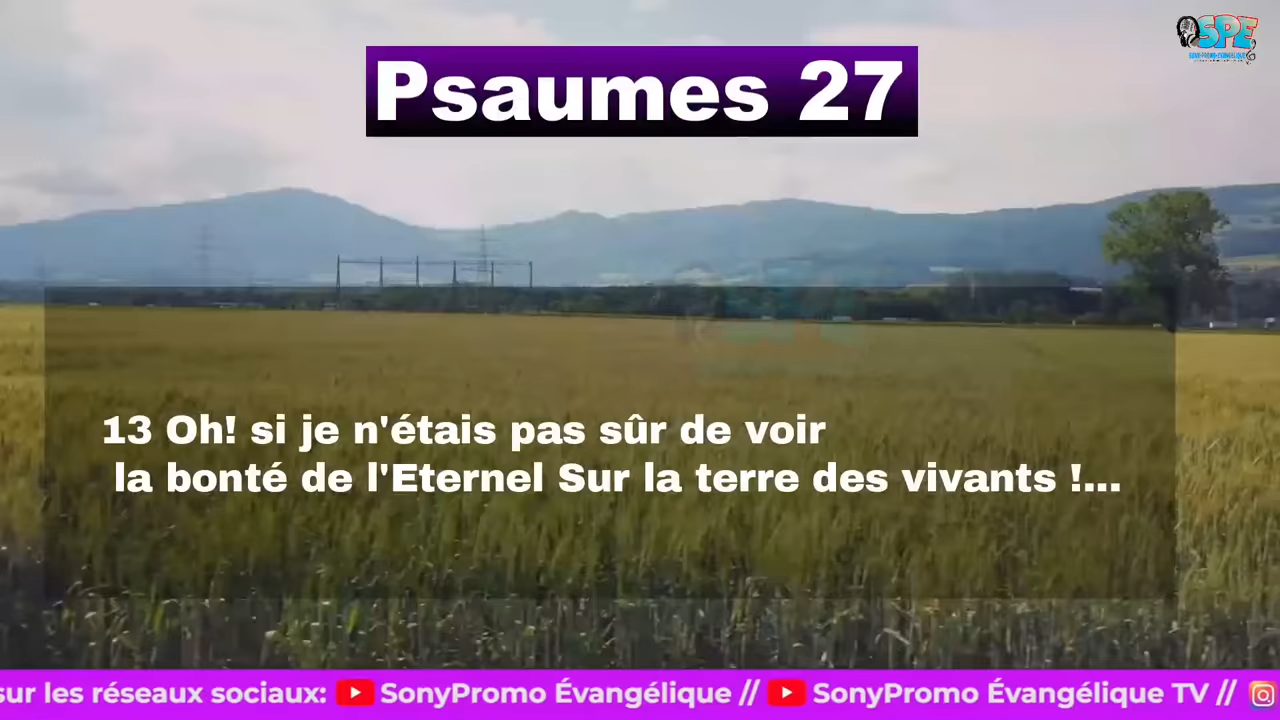 SPE
Psaumes 27
13 Oh! si je n'étais pas sûr de voir
la bonté de l'Eternel Sur la terre des vivants !...
sur les réseaux sociaux: SonyPromo Évangélique // SonyPromo Évangélique TV //